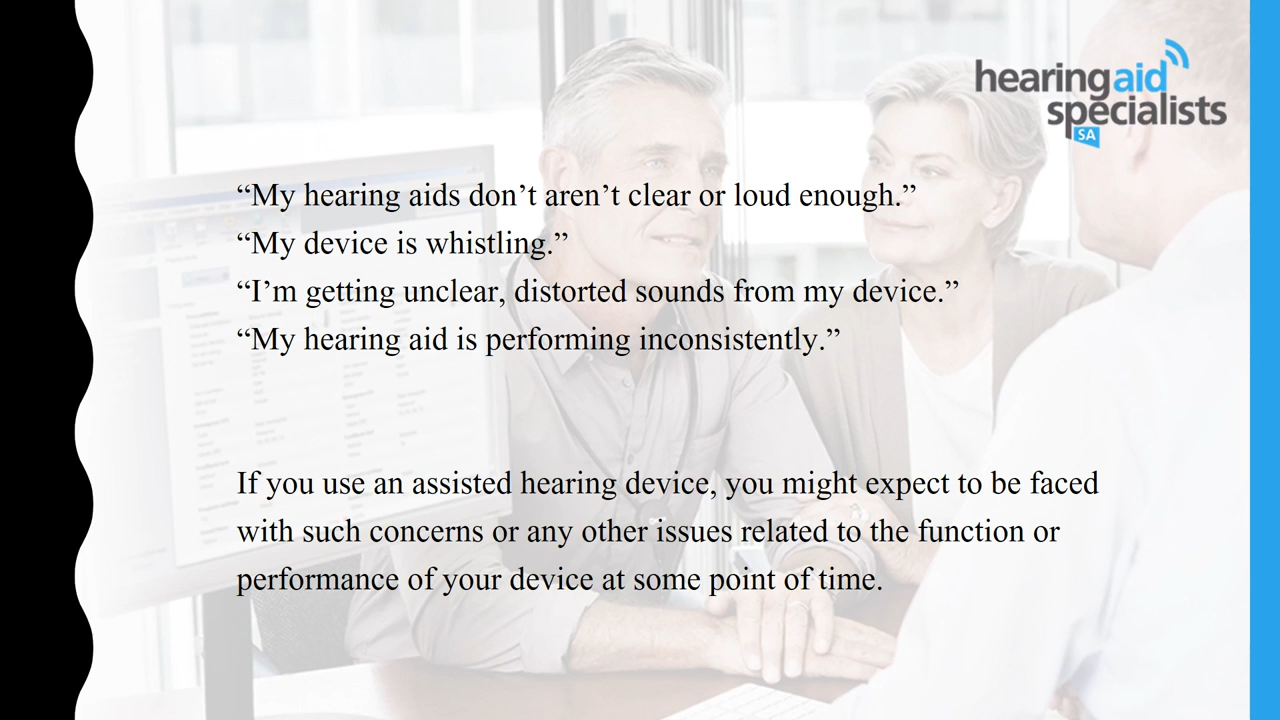 hearingaid
specialists
SA
“My hearing aids don’t aren’t clear or loud enough.”
“My device is whistling.”
“I’m getting unclear, distorted sounds from my device.”
“My hearing aid is performing inconsistently.”
If you use an assisted hearing device, you might expect to be faced
with such concerns or any other issues related to the function or
performance of your device at some point of time.